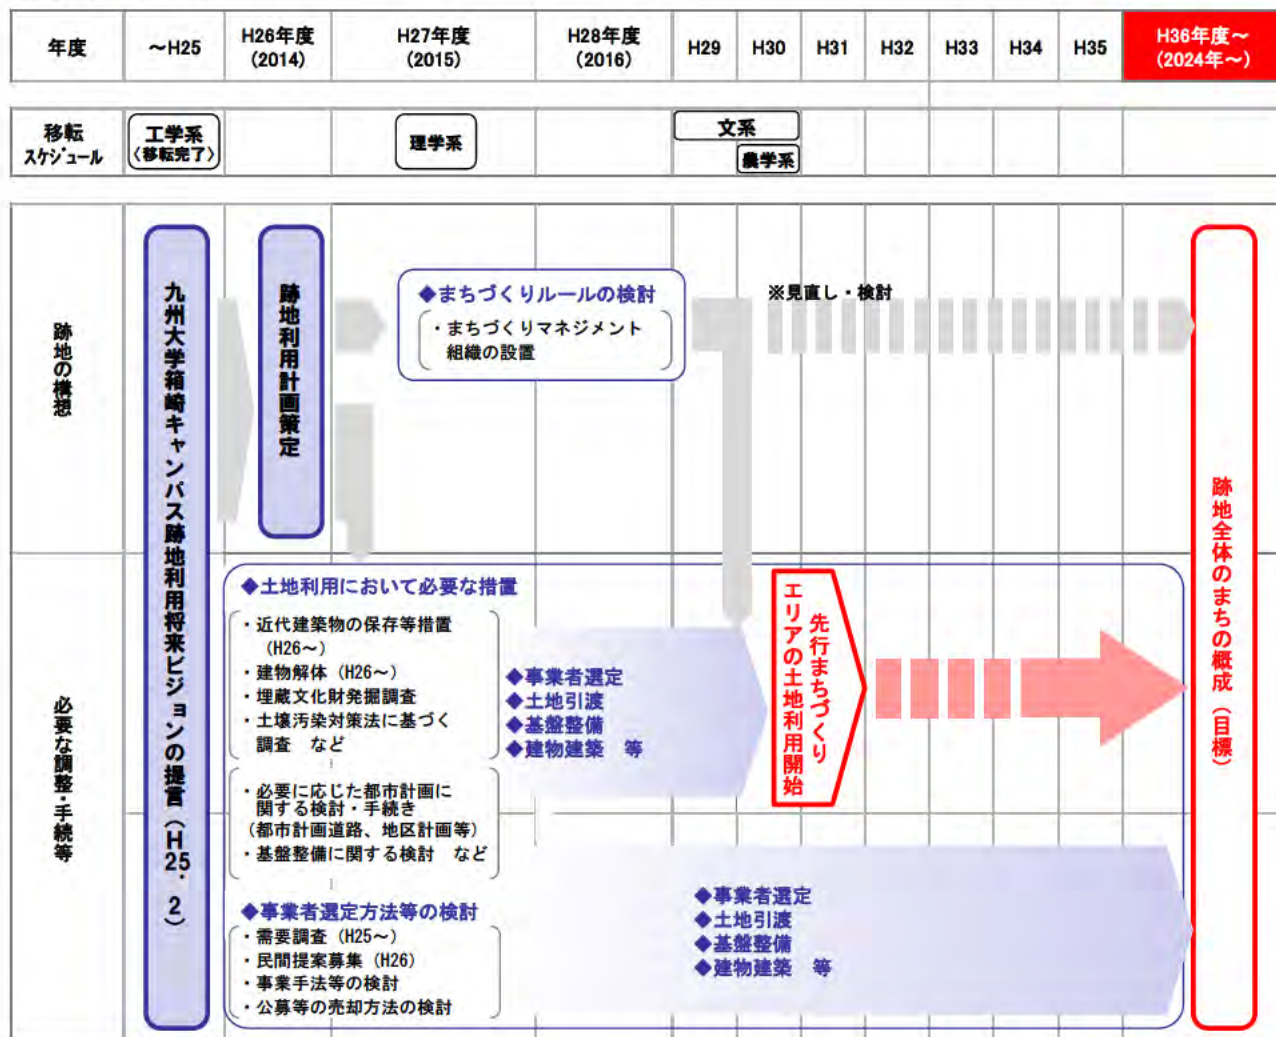 年度
～H25
H26年度
(2014)
H27年度
(2015)
H28年度
(2016)
H29
H30
H31
H32
H33
H34
H35
H36年度～
(2024年～)
移転
スケジュール
工学系
〈移転完了〉
理学系
文系
農学系
跡地の構想
九州大学箱崎キャンパス跡地利用将来ビジョンの提言（H25．2）
跡地利用計画策定
◆まちづくりルールの検討
・まちづくりマネジメント
組織の設置
※見直し・検討
跡地全体のまちの概成（目標）
必要な調整・手続等
◆土地利用において必要な措置
・近代建築物の保存等措置
（H26～）
・建物解体（H26～）
・埋蔵文化財発掘調査
・土壌汚染対策法に基づく
調査　など
・必要に応じた都市計画に
関する検討・手続き
（都市計画道路、地区計画等）
・基盤整備に関する検討　など
◆事業者選定
◆土地引渡
◆基盤整備
◆建物建築　等
先行まちづくり
エリアの土地利用開始
◆事業者選定方法等の検討
・需要調査（H25～）
・民間提案募集（H26）
・事業手法等の検討
・公募等の売却方法の検討
◆事業者選定
◆土地引渡
◆基盤整備
◆建物建築　等